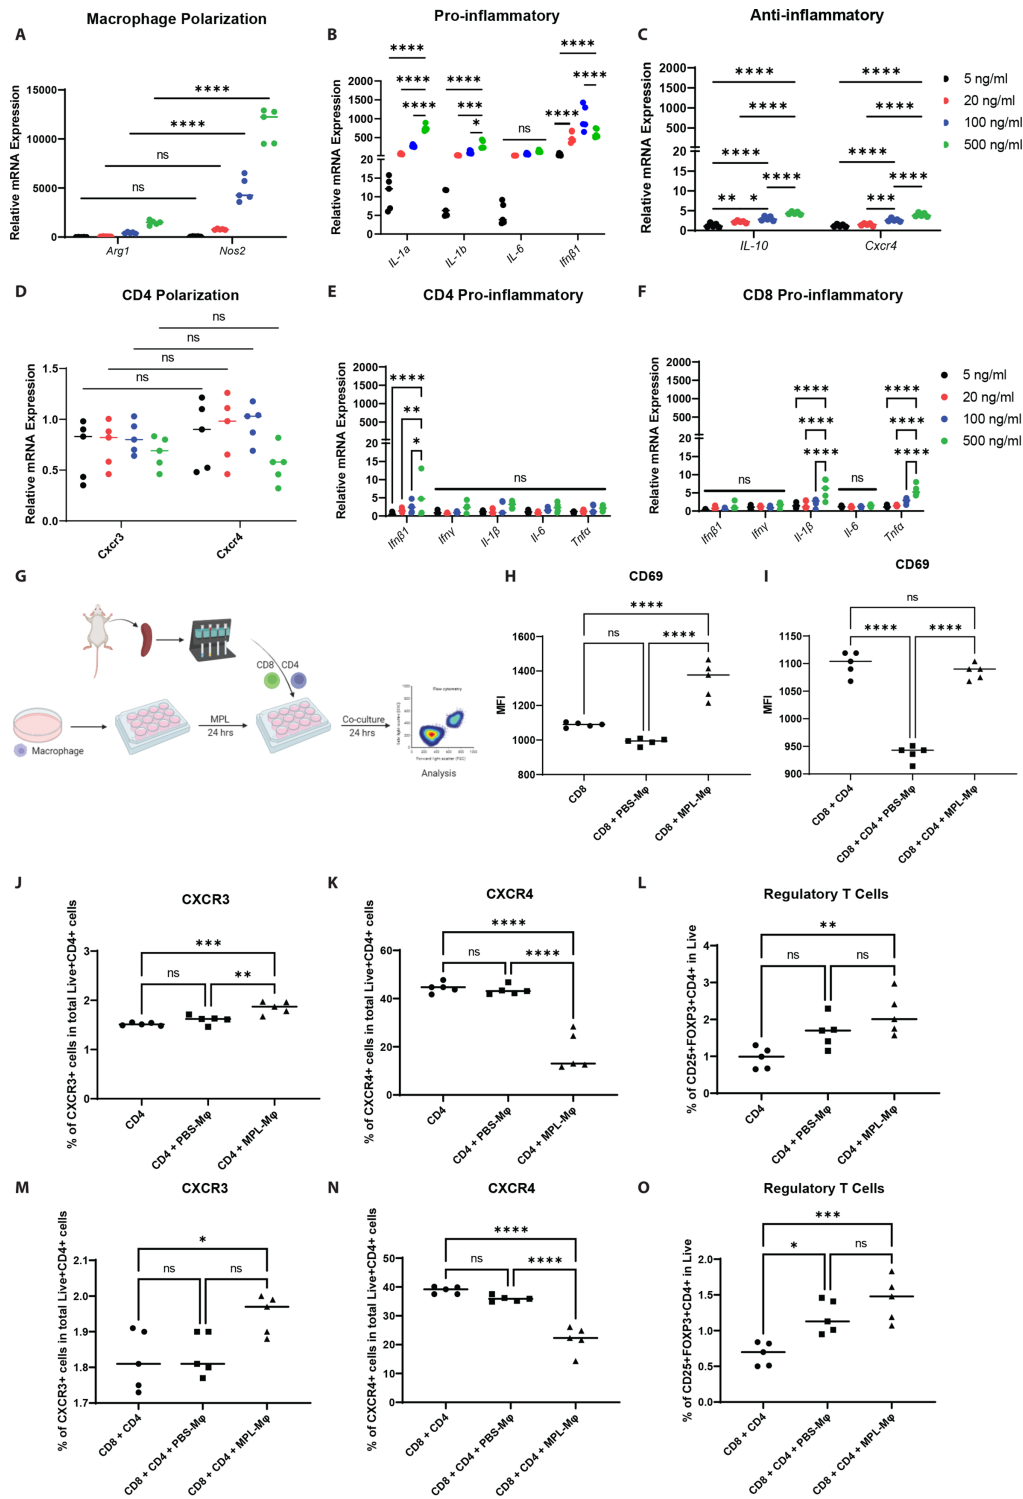 A
Macrophage Polarization
Relative mRNA Expression
15000
10000
5000
0
****
****
ns
ns
Arg1
Nos2
B
Pro-inflammatory
Relative mRNA Expression
2000
1500
1000
500
20
15
10
5
0
****
****
****
****
***
*
ns
****
****
****
IL-1a
IL-1b
IL-6
Ifnβ1
C
Anti-inflammatory
Relative mRNA Expression
2000
1500
1000
500
20
15
10
5
0
****
****
****
** *
****
****
****
****
***
****
IL-10
Cxcr4
5 ng/ml
20 ng/ml
100 ng/ml
500 ng/ml
D
CD4 Polarization
Relative mRNA Expression
1.5
1.0
0.5
0.0
ns
ns
ns
ns
Cxcr3
Cxcr4
E
CD4 Pro-inflammatory
Relative mRNA Expression
2000
1500
1000
500
20
15
10
5
0
****
**
*
ns
Ifnβ1
Ifnγ
Il-1β
Il-6
Tnfα
F
CD8 Pro-inflammatory
Relative mRNA Expression
2000
1500
1000
500
20
15
10
5
0
ns
****
****
****
ns
****
****
****
Ifnβ1
Ifnγ
Il-1β
Il-6
Tnfα
5 ng/ml
20 ng/ml
100 ng/ml
500 ng/ml
G
CD8 CD4
Macrophage
MPL
24 hrs
Co-culture
24 hrs
Flow cytometry
Forward light scatter (FSC)
Analysis
H
CD69
MFI
1600
1400
1200
1000
800
****
ns
****
CD8
CD8 + PBS-Mφ
CD8 + MPL-Mφ
I
CD69
MFI
1150
1100
1050
1000
950
900
ns
****
****
CD8 + CD4
CD8 + CD4 + PBS-Mφ
CD8 + CD4 + MPL-Mφ
J
CXCR3
% of CXCR3+ cells in total Live+CD4+ cells
3
2
1
0
***
ns
**
CD4
CD4 + PBS-Mφ
CD4 + MPL-Mφ
K
CXCR4
% of CXCR4+ cells in total Live+CD4+ cells
60
40
20
0
****
ns
****
CD4
CD4 + PBS-Mφ
CD4 + MPL-Mφ
L
Regulatory T Cells
% of CD25+FOXP3+CD4+ in Live
4
3
2
1
0
**
ns
ns
CD4
CD4 + PBS-Mφ
CD4 + MPL-Mφ
M
CXCR3
% of CXCR3+ cells in total Live+CD4+ cells
2.1
2.0
1.9
1.8
1.7
*
ns
ns
CD8 + CD4
CD8 + CD4 + PBS-Mφ
CD8 + CD4 + MPL-Mφ
N
CXCR4
% of CXCR4+ cells in total Live+CD4+ cells
50
40
30
20
10
0
****
ns
****
CD8 + CD4
CD8 + CD4 + PBS-Mφ
CD8 + CD4 + MPL-Mφ
O
Regulatory T Cells
% of CD25+FOXP3+CD4+ in Live
2.0
1.5
1.0
0.5
0.0
***
*
ns
CD8 + CD4
CD8 + CD4 + PBS-Mφ
CD8 + CD4 + MPL-Mφ